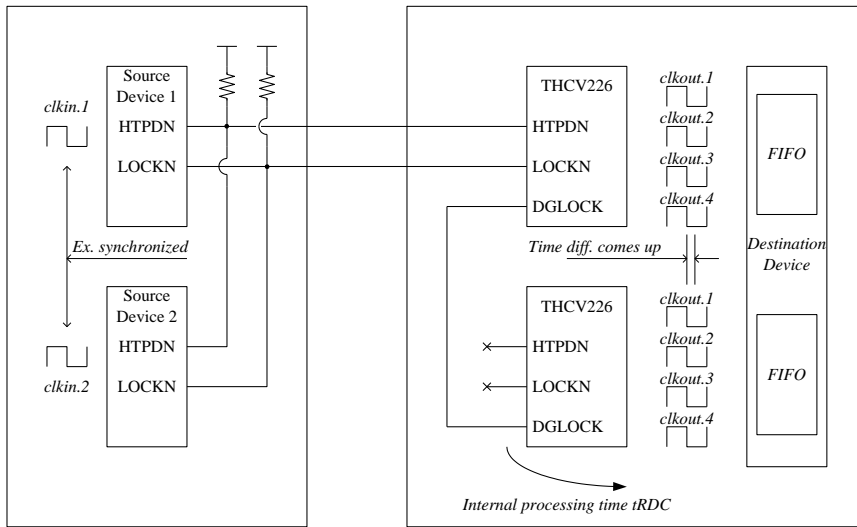 clkin.1
Source
Device 1
HTPDN
LOCKN
Ex. synchronized
Source
Device 2
HTPDN
LOCKN
clkin.2
THCV226
HTPDN
LOCKN
DGLOCK
clkout.1
clkout.2
clkout.3
clkout.4
FIFO
Time diff. comes up
Destination
Device
THCV226
HTPDN
LOCKN
DGLOCK
clkout.1
clkout.2
clkout.3
clkout.4
FIFO
Internal processing time tRDC